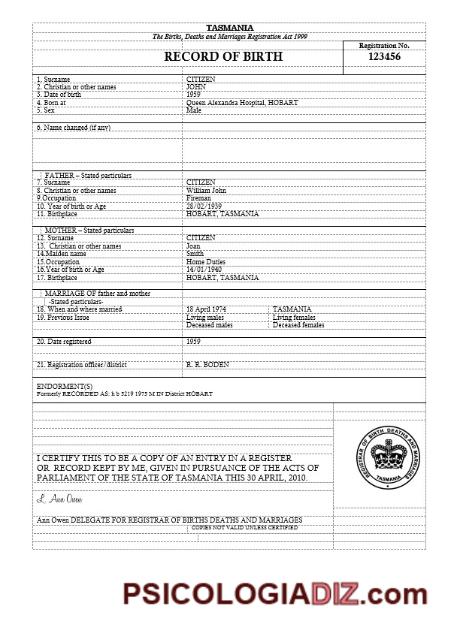 TASMANIA
The Births, Deaths and Marriages Registration Act 1999
Registration No.
RECORD OF BIRTH 123456
1. Surname CITIZEN
2. Christian or other names JOHN
3. Date of birth 1959
4. Born at Queen Alexandra Hospital, HOBART
5. Sex Male
6. Name changed (if any)
FATHER – Stated particulars
7. Surname CITIZEN
8. Christian or other names William John
9.Occupation Fireman
10. Year of birth or Age 28/02/1939
11. Birthplace HOBART, TASMANIA
MOTHER – Stated particulars
12. Surname CITIZEN
13. Christian or other names Joan
14.Maiden name Smith
15.Occupation Home Duties
16.Year of birth or Age 14/01/1940
17. Birthplace HOBART, TASMANIA
MARRIAGE OF father and mother
-Stated particulars-
18. When and where married 18 April 1974 TASMANIA
19. Previous Issue Living males Living females
Deceased males Deceased females
20. Date registered 1959
21. Registration officer/district R. R. BODEN
ENDORMENT(S)
Formerly RECORDED AS: h b 3219 1975 M IN District HOBART
I CERTIFY THIS TO BE A COPY OF AN ENTRY IN A REGISTER
OR RECORD KEPT BY ME, GIVEN IN PURSUANCE OF THE ACTS OF
PARLIAMENT OF THE STATE OF TASMANIA THIS 30 APRIL, 2010.
REGISTRAR OF BIRTH DEATHS AND MARRIAGES
TASMANIA
L Ann Owen
Ann Owen DELEGATE FOR REGISTRAR OF BIRTHS DEATHS AND MARRIAGES
COPIES NOT VALID UNLESS CERTIFIED
PSICOLOGIADIZ.com